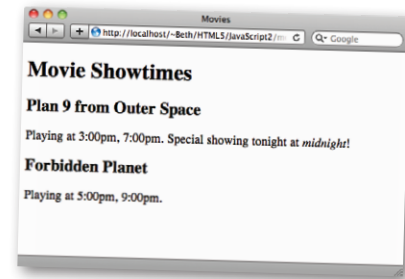 Movies
http://localhost/~Beth/HTML5/JavaScript2/m
Google
Movie Showtimes
Plan 9 from Outer Space
Playing at 3:00pm, 7:00pm. Special showing tonight at midnight!
Forbidden Planet
Playing at 5:00pm, 9:00pm.